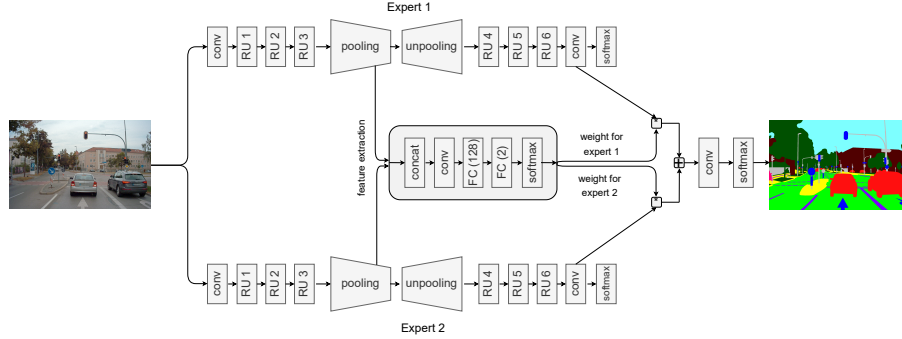 Expert 1
conv
RU 1
RU 2
RU 3
pooling
unpooling
RU 4
RU 5
RU 6
conv
softmax
feature extraction
concat
conv
FC (128)
FC (2)
softmax
weight for
expert 1
weight for
expert 2
*
+
*
conv
softmax
conv
RU 1
RU 2
RU 3
pooling
unpooling
RU 4
RU 5
RU 6
conv
softmax
Expert 2